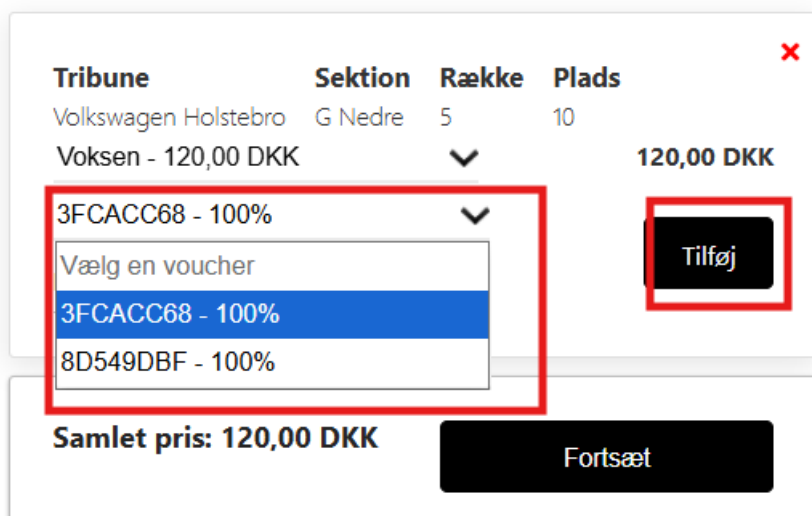 Tribune Sektion Række Plads
Volkswagen Holstebro G Nedre 5 10
Voksen - 120,00 DKK 120,00 DKK
3FCACC68 - 100%
Tilføj
Vælg en voucher
3FCACC68 - 100%
8D549DBF - 100%
Samlet pris: 120,00 DKK
Fortsæt